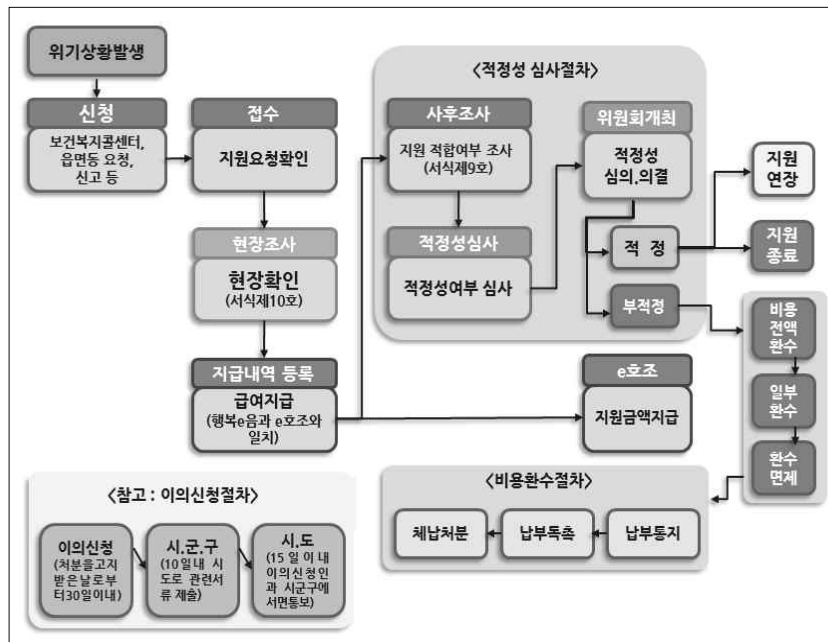 위기상황발생
신청
보건복지콜센터,
읍면동 요청,
신고 등
접수
지원요청확인
현장조사
현장확인
(서식제10호)
지급내역 등록
급여지급
(행복e음과 e호조와
일치)
〈적정성 심사절차〉
사후조사
지원 적합여부 조사
(서식제9호)
적정성심사
적정성여부 심사
위원회개최
적정성
심의.의결
적 정
부적정
지원
연장
지원
종료
비용
전액
환수
일부
환수
환수
면제
e호조
지원금액지급
〈비용환수절차〉
체납처분
납부독촉
납부통지
〈참고 : 이의신청절차〉
이의신청
(처분을고지
받은날로부
터30일이내)
시.군.구
(10일내 시
도로 관련서
류 제출)
시.도
(15일이내
이의신청인
과 시군구에
서면통보)